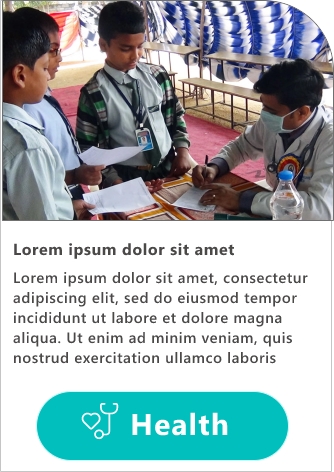 Lorem ipsum dolor sit amet
Lorem ipsum dolor sit amet, consectetur
adipiscing elit, sed do eiusmod tempor
incididunt ut labore et dolore magna
aliqua. Ut enim ad minim veniam, quis
nostrud exercitation ullamco laboris
Health